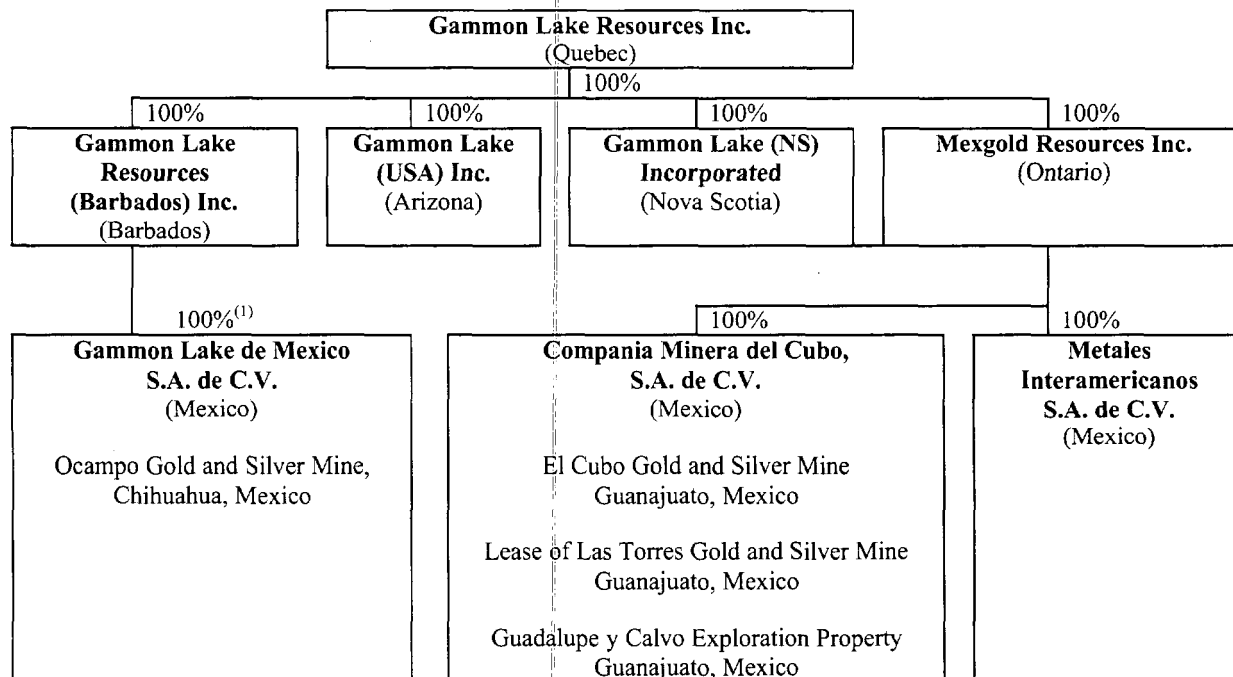 Gammon Lake Resources Inc.
(Quebec)
100%
100%
Gammon Lake
Resources
(Barbados) Inc.
(Barbados)
100%
Gammon Lake
(USA) Inc.
(Arizona)
100%
Gammon Lake (NS)
Incorporated
(Nova Scotia)
100%
Mexgold Resources Inc.
(Ontario)
100%(1)
Gammon Lake de Mexico
S.A. de C.V.
(Mexico)
Ocampo Gold and Silver Mine,
Chihuahua, Mexico
100%
Compania Minera del Cubo,
S.A. de C.V.
(Mexico)
El Cubo Gold and Silver Mine
Guanajuato, Mexico
Lease of Las Torres Gold and Silver Mine
Guanajuato, Mexico
Guadalupe y Calvo Exploration Property
Guanajuato, Mexico
100%
Metales
Interamericanos
S.A. de C.V.
(Mexico)